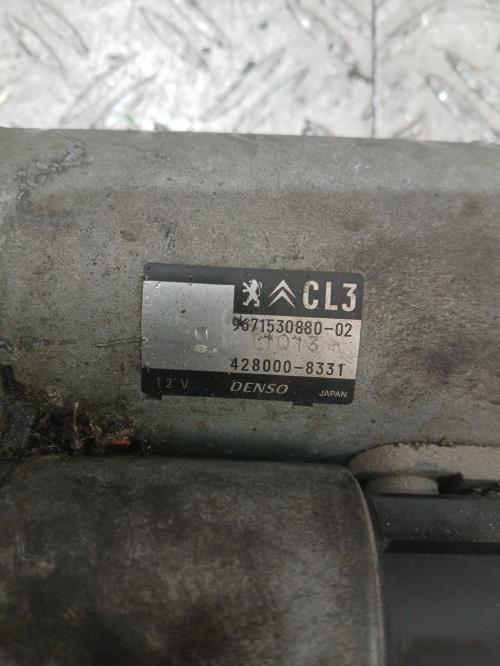 CL3
9671530880-02
428000-8331
12 V DENSO JAPAN